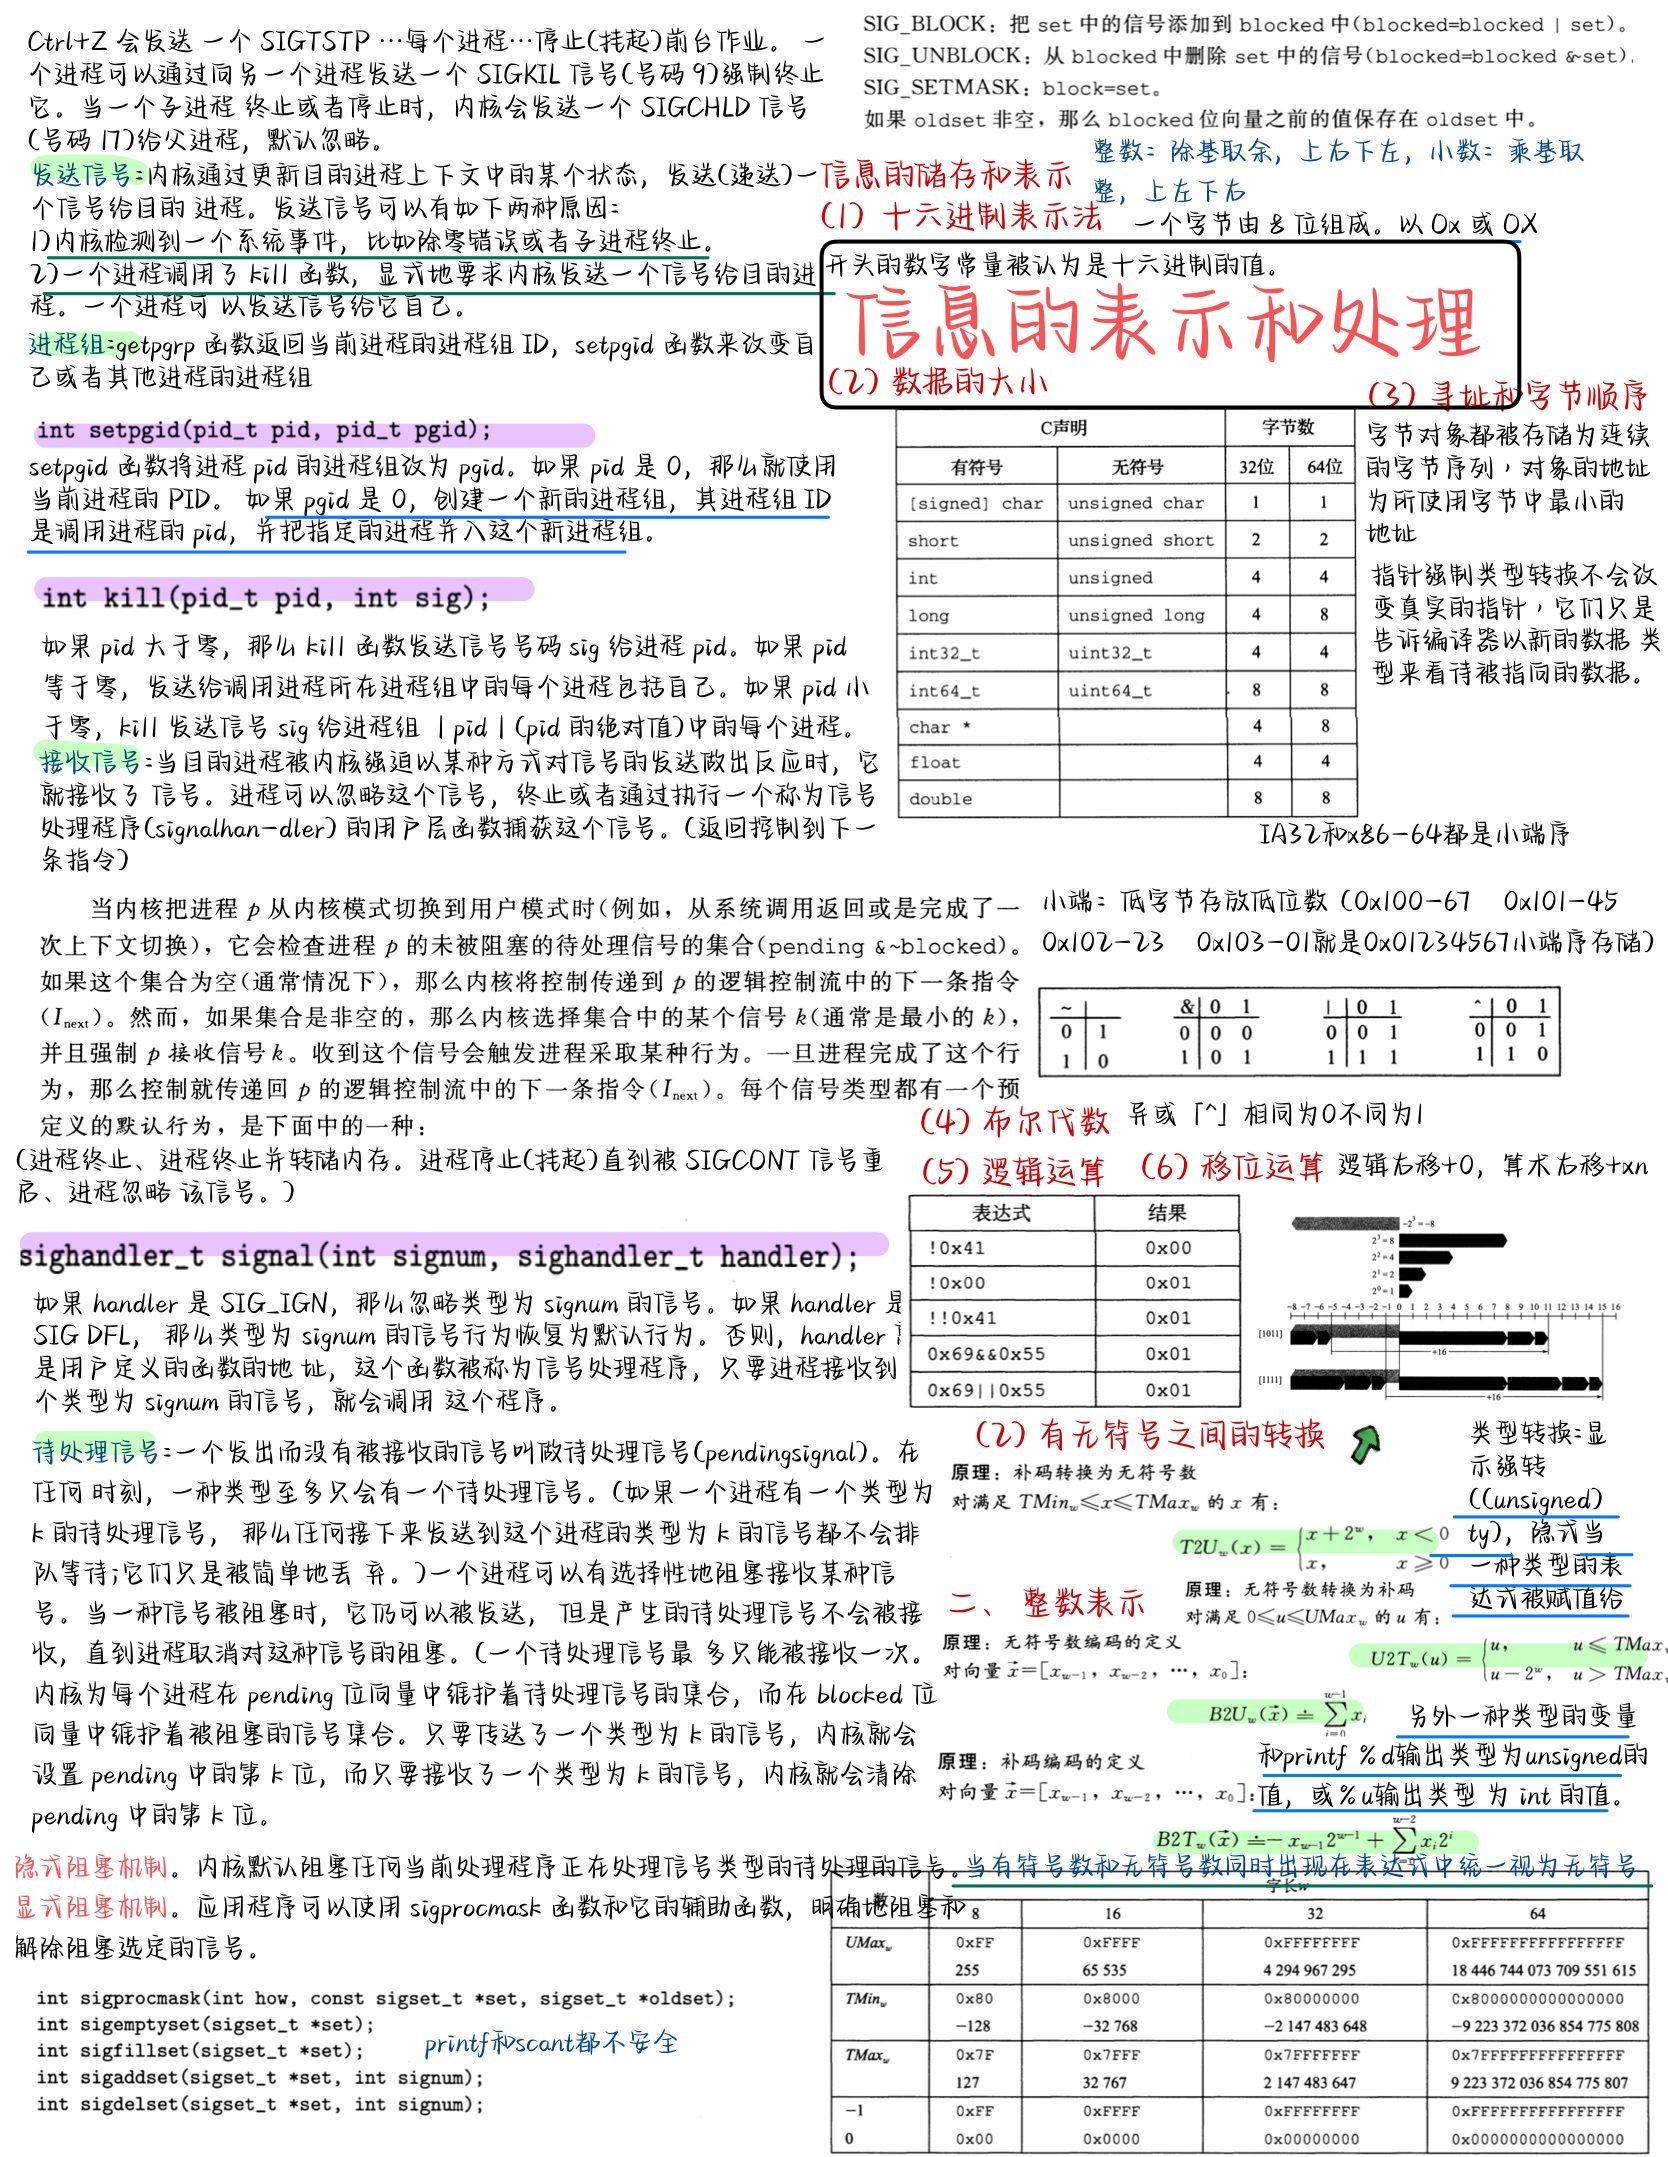 Ctrl+Z 会发送 一个 SIGTSTP …每个进程…停止(挂起)前台作业。 一
个进程可以通过向另一个进程发送一个 SIGKIL 信号(号码 9)强制终止
它。当一个子进程 终止或者停止时, 内核会发送一个 SIGCHLD 信号
(号码 17)给父进程, 默认忽略。
发送信号:内核通过更新目的进程上下文中的某个状态, 发送(递送)一
个信号给目的 进程。发送信号可以有如下两种原因:
1)内核检测到一个系统事件, 比如除零错误或者子进程终止。
2)一个进程调用了 kill 函数, 显式地要求内核发送一个信号给目的进
程。一个进程可 以发送信号给它自己。
进程组:getpgrp 函数返回当前进程的进程组 ID, setpgid 函数来改变自
己或者其他进程的进程组
int setpgid(pid_t pid, pid_t pgid);
setpgid 函数将进程 pid 的进程组改为 pgid。如果 pid 是 0, 那么就使用
当前进程的 PID。 如果 pgid 是 0, 创建一个新的进程组, 其进程组 ID
是调用进程的 pid, 并把指定的进程并入这个新进程组。
int kill(pid_t pid, int sig);
如果 pid 大于零, 那么 kill 函数发送信号号码 sig 给进程 pid。如果 pid
等于零, 发送给调用进程所在进程组中的每个进程包括自己。如果 pid 小
于零, kill 发送信号 sig 给进程组 | pid | (pid 的绝对值)中的每个进程。
接收信号:当目的进程被内核强迫以某种方式对信号的发送做出反应时, 它
就接收了 信号。进程可以忽略这个信号, 终止或者通过执行一个称为信号
处理程序(signalhan-dler) 的用户层函数捕获这个信号。(返回控制到下一
条指令)
当内核把进程 p 从内核模式切换到用户模式时(例如，从系统调用返回或是完成了一
次上下文切换)，它会检查进程 p 的未被阻塞的待处理信号的集合(pending &~blocked)。
如果这个集合为空(通常情况下)，那么内核将控制传递到 p 的逻辑控制流中的下一条指令
(Inext)。然而，如果集合是非空的，那么内核选择集合中的某个信号 k(通常是最小的 k)，
并且强制 p 接收信号k。收到这个信号会触发进程采取某种行为。一旦进程完成了这个行
为，那么控制就传递回 p 的逻辑控制流中的下一条指令(Inext)。每个信号类型都有一个预
定义的默认行为，是下面中的一种：
(进程终止、进程终止并转储内存。进程停止(挂起)直到被 SIGCONT 信号重
启、进程忽略 该信号。)
sighandler_t signal(int signum, sighandler_t handler);
如果 handler 是 SIG_IGN, 那么忽略类型为 signum 的信号。如果 handler 是
SIG DFL, 那么类型为 signum 的信号行为恢复为默认行为。否则, handler
是用户定义的函数的地 址, 这个函数被称为信号处理程序, 只要进程接收到
个类型为 signum 的信号, 就会调用 这个程序。
待处理信号:一个发出而没有被接收的信号叫做待处理信号(pendingsignal)。在
任何 时刻, 一种类型至多只会有一个待处理信号。(如果一个进程有一个类型为
k 的待处理信号, 那么任何接下来发送到这个进程的类型为 k 的信号都不会排
队等待;它们只是被简单地丢 弃。)一个进程可以有选择性地阻塞接收某种信
号。当一种信号被阻塞时, 它仍可以被发送, 但是产生的待处理信号不会被接
收, 直到进程取消对这种信号的阻塞。(一个待处理信号最 多只能被接收一次。
内核为每个进程在 pending 位向量中维护着待处理信号的集合, 而在 blocked 位
向量中维护着被阻塞的信号集合。只要传送了一个类型为 k 的信号, 内核就会
设置 pending 中的第 k 位, 而只要接收了一个类型为 k 的信号, 内核就会清除
pending 中的第 k 位。
隐式阻塞机制。内核默认阻塞任何当前处理程序正在处理信号类型的待处理的信号。
显式阻塞机制。应用程序可以使用 sigprocmask 函数和它的辅助函数, 明确地阻塞和
解除阻塞选定的信号。
int sigprocmask(int how, const sigset_t *set, sigset_t *oldset);
int sigemptyset(sigset_t *set);
int sigfillset(sigset_t *set);
int sigaddset(sigset_t *set, int signum);
int sigdelset(sigset_t *set, int signum);
printf和scanf都不安全
SIG_BLOCK：把 set 中的信号添加到 blocked 中(blocked=blocked | set)。
SIG_UNBLOCK：从 blocked 中删除 set 中的信号(blocked=blocked &~set).
SIG_SETMASK：block=set。
如果 oldset 非空，那么 blocked 位向量之前的值保存在 oldset 中。
整数: 除基取余, 上右下左, 小数: 乘基取
整, 上左下右
信息的储存和表示
(1) 十六进制表示法
一个字节由 8 位组成。以 0x 或 0X
开头的数字常量被认为是十六进制的值。
信息的表示和处理
(2) 数据的大小
C声明 字节数
有符号 无符号 32位 64位
[signed] char unsigned char 1 1
short unsigned short 2 2
int unsigned 4 4
long unsigned long 4 8
int32_t uint32_t 4 4
int64_t uint64_t 8 8
char * 4 8
float 4 4
double 8 8
(3) 寻址和字节顺序
字节对象都被存储为连续
的字节序列，对象的地址
为所使用字节中最小的
地址
指针强制类型转换不会改
变真实的指针，它们只是
告诉编译器以新的数据 类
型来看待被指向的数据。
IA32和x86-64都是小端序
小端: 低字节存放低位数 (0x100-67 0x101-45
0x102-23 0x103-01就是0x01234567小端序存储)
~ & 0 1 | 0 1 ^ 0 1
0 1 0 0 0 0 0 1 0 0 1
1 0 1 0 1 1 1 1 1 1 0
(4) 布尔代数 异或「^」相同为0不同为1
(5) 逻辑运算
(6) 移位运算 逻辑右移+0, 算术右移+xn
表达式 结果
!0x41 0x00
!0x00 0x01
!!0x41 0x01
0x69&&0x55 0x01
0x69||0x55 0x01
-2³=-8
2³=8
2²=4
2¹=2
2⁰=1
-8 -7 -6 -5 -4 -3 -2 -1 0 1 2 3 4 5 6 7 8 9 10 11 12 13 14 15 16
[1011]
+16
[1111]
+16
(2) 有无符号之间的转换
原理：补码转换为无符号数
对满足 TMinw≤x≤TMaxw 的 x 有：
T2Uw(x) = {x+2ʷ, x<0
x, x≥0
类型转换:显
示强转
((unsigned)
ty), 隐式当
一种类型的表
达式被赋值给
原理：无符号数转换为补码
对满足 0≤u≤UMaxw 的 u 有：
U2Tw(u) = {u, u≤TMax
u-2ʷ, u>TMax
二、 整数表示
原理：无符号数编码的定义
对向量 x⃗=[xw-1, xw-2, …, x0]：
B2Uw(x⃗) ≐ ∑ i=0 w-1 xi
另外一种类型的变量
和printf %d输出类型为unsigned的
值, 或%u输出类型 为 int 的值。
原理：补码编码的定义
对向量 x⃗=[xw-1, xw-2, …, x0]：
B2Tw(x⃗) ≐ -xw-1 2ʷ⁻¹ + ∑ w-2 xi2ⁱ
当有符号数和无符号数同时出现在表达式中统一视为无符号
数 字长w
8 16 32 64
UMaxw 0xFF 0xFFFF 0xFFFFFFFF 0xFFFFFFFFFFFFFFFF
255 65 535 4 294 967 295 18 446 744 073 709 551 615
TMinw 0x80 0x8000 0x80000000 0x8000000000000000
−128 −32 768 −2 147 483 648 −9 223 372 036 854 775 808
TMaxw 0x7F 0x7FFF 0x7FFFFFFF 0x7FFFFFFFFFFFFFFF
127 32 767 2 147 483 647 9 223 372 036 854 775 807
−1 0xFF 0xFFFF 0xFFFFFFFF 0xFFFFFFFFFFFFFFFF
0 0x00 0x0000 0x00000000 0x0000000000000000